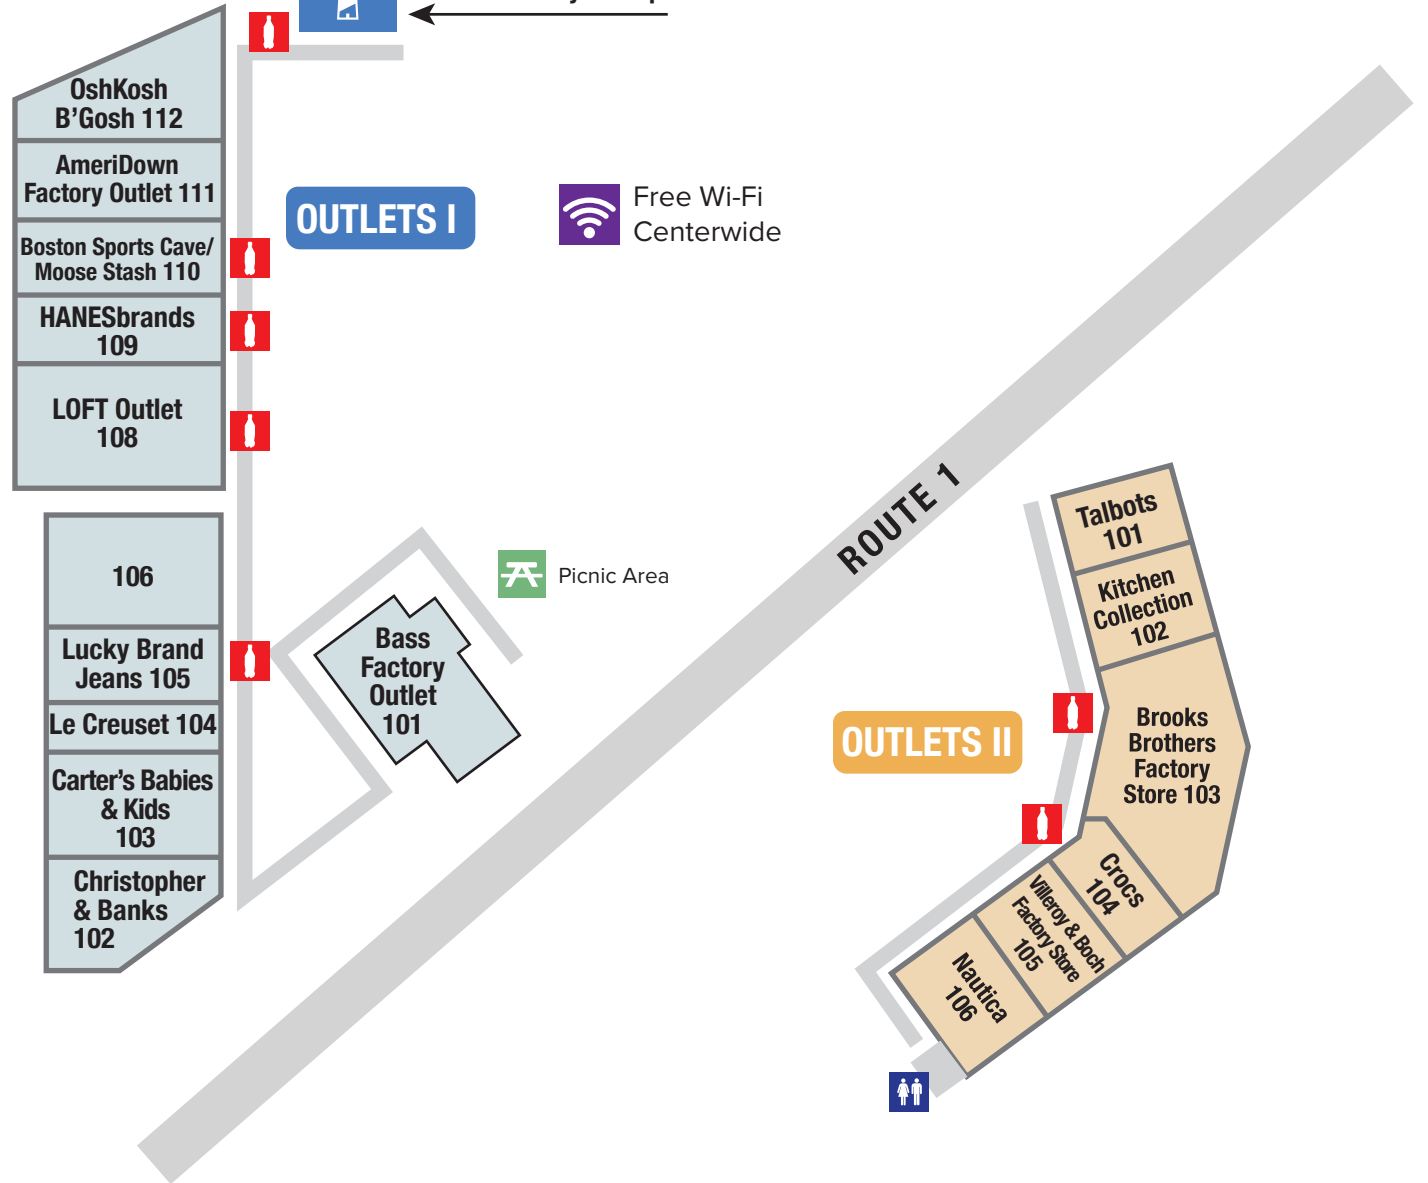 OshKosh
B’Gosh 112
AmeriDown
Factory Outlet 111
Boston Sports Cave/
Moose Stash 110
HANESbrands
109
LOFT Outlet
108
106
Lucky Brand
Jeans 105
Le Creuset 104
Carter’s Babies
& Kids
103
Christopher
& Banks
102
OUTLETS I
Free Wi-Fi
Centerwide
Picnic Area
Bass
Factory
Outlet
101
ROUTE 1
OUTLETS II
Talbots
101
Kitchen
Collection
102
Brooks
Brothers
Factory
Store 103
Crocs
104
Villeroy & Boch
Factory Store
105
Nautica
106